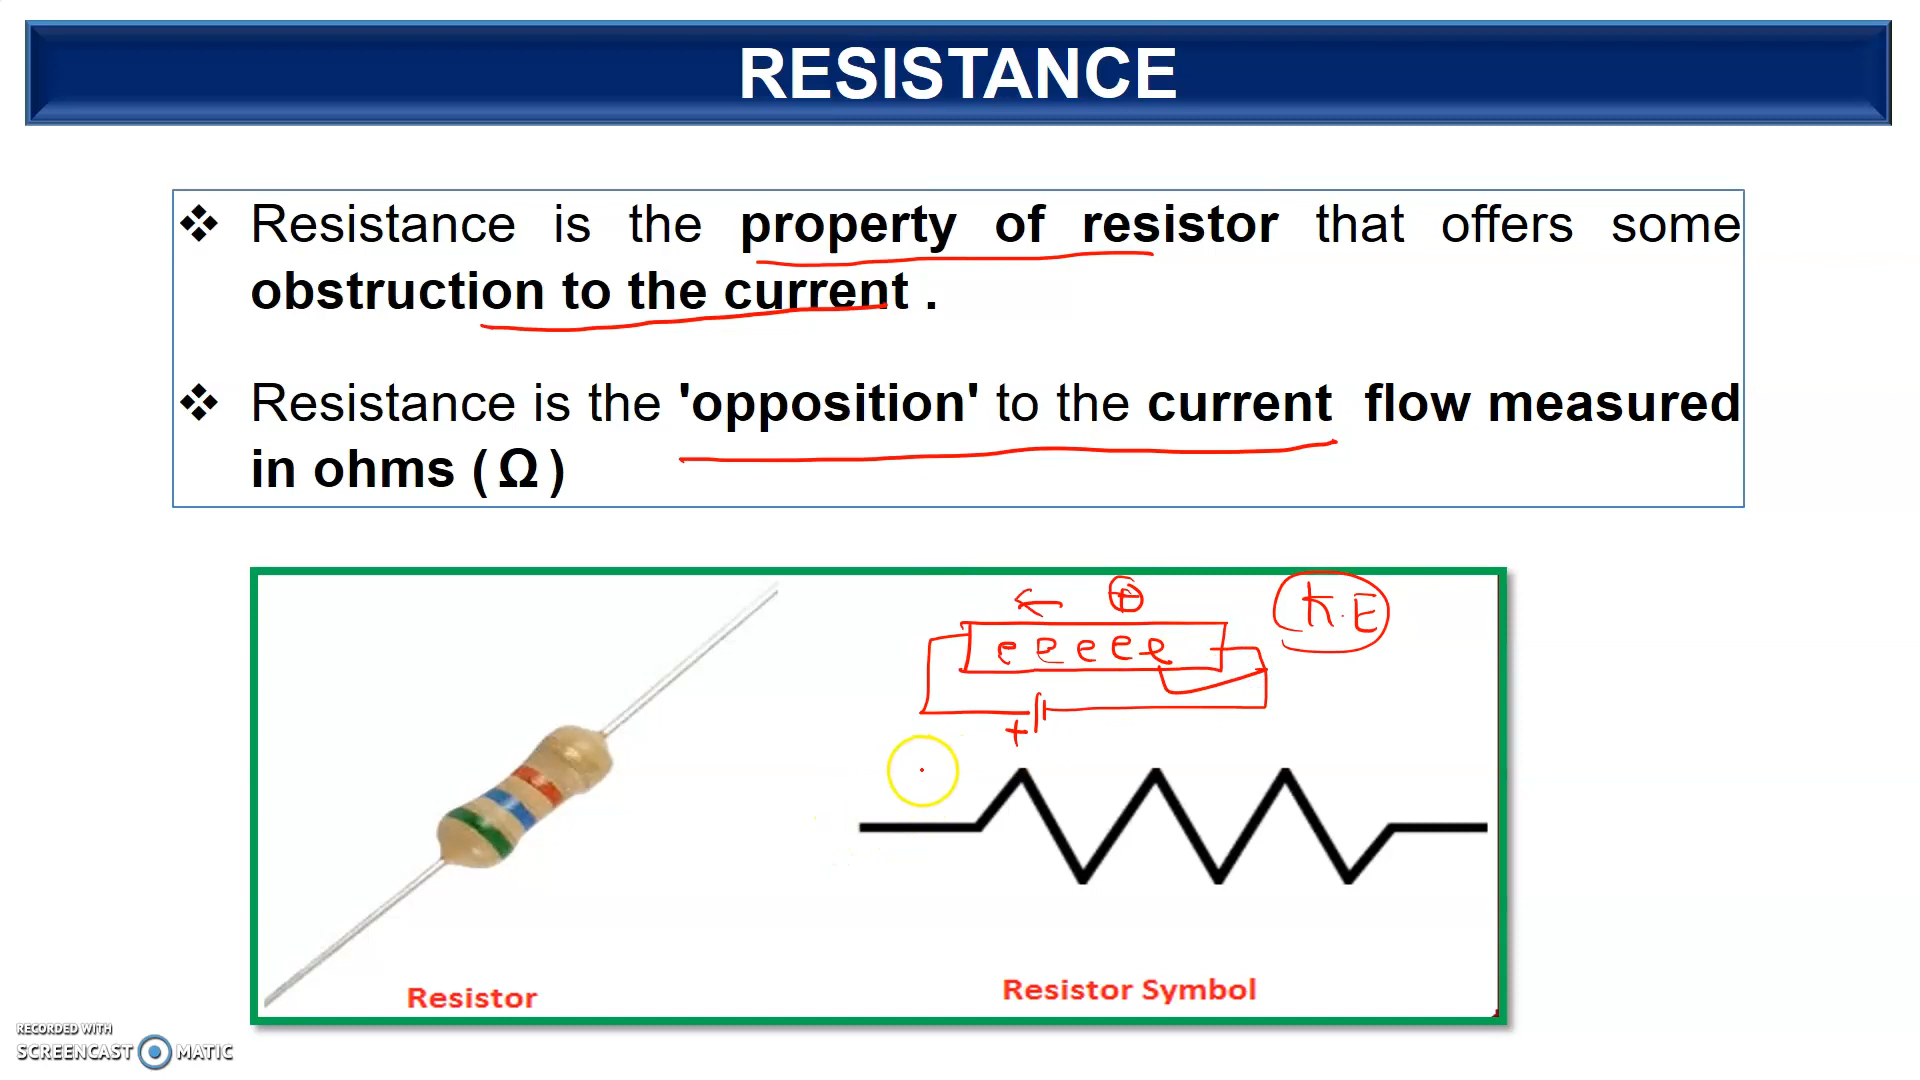 RESISTANCE
❖ Resistance is the property of resistor that offers some
obstruction to the current .
❖ Resistance is the 'opposition' to the current flow measured
in ohms ( Ω )
K.E
e e e e e
+
Resistor
Resistor Symbol
RECORDED WITH
SCREENCAST MATIC